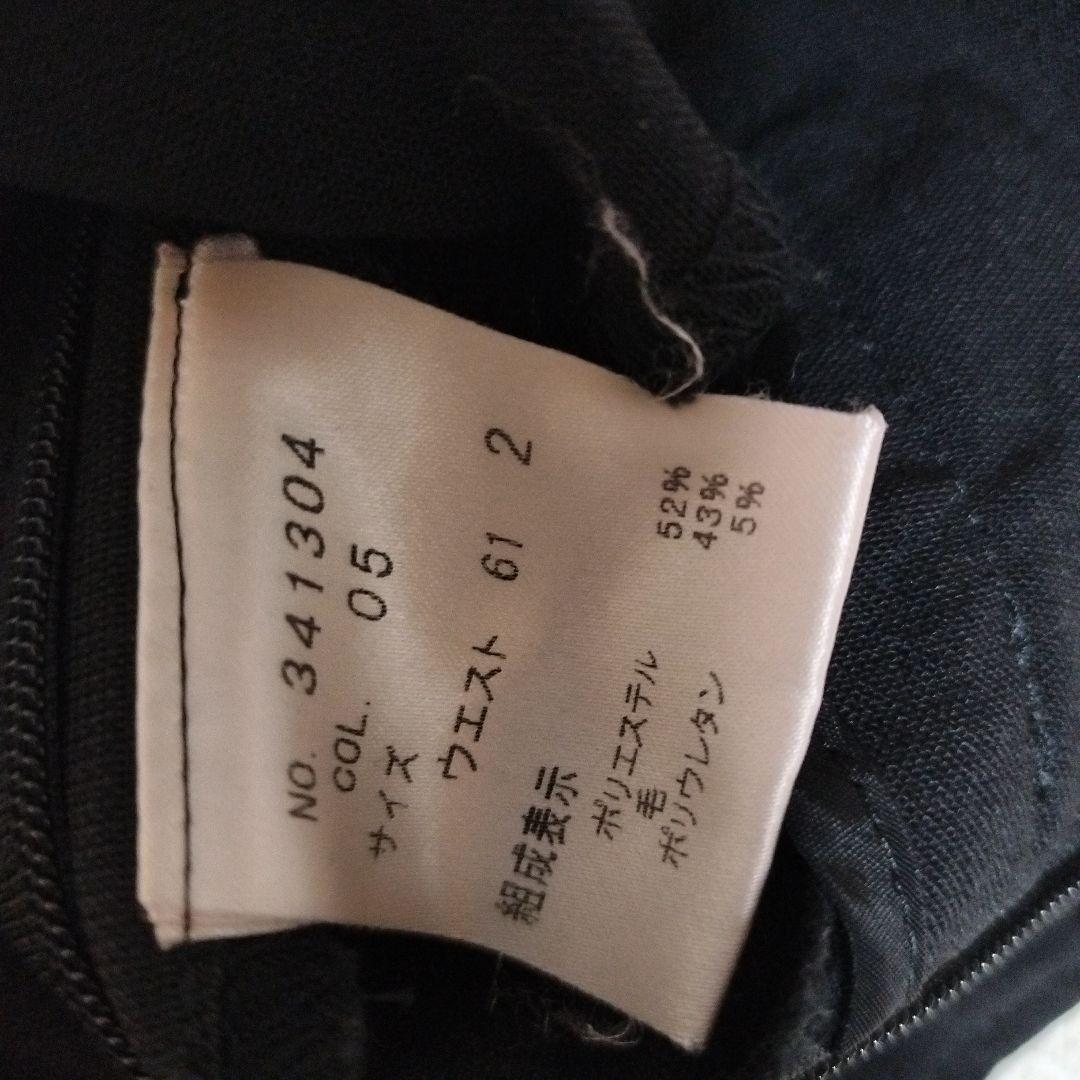 NO. 341304
COL. 05
サイズ 2
ウエスト 61
組成表示
ポリエステル 52%
毛 43%
ポリウレタン 5%